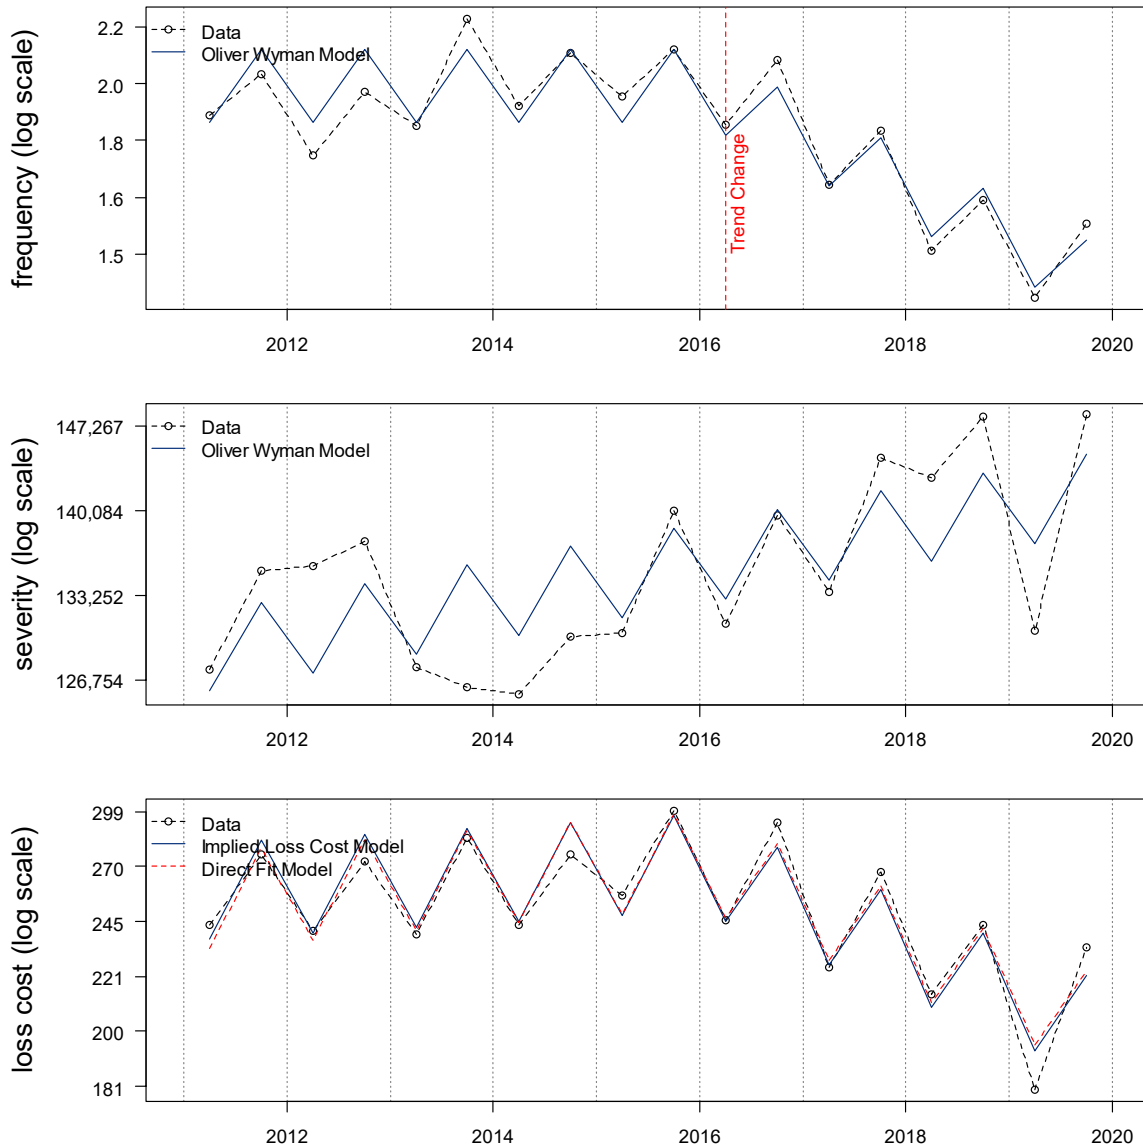 frequency (log scale)
2.2
2.0
1.8
1.6
1.5
Data
Oliver Wyman Model
Trend Change
2012
2014
2016
2018
2020
severity (log scale)
147,267
140,084
133,252
126,754
Data
Oliver Wyman Model
2012
2014
2016
2018
2020
loss cost (log scale)
299
270
245
221
200
181
Data
Implied Loss Cost Model
Direct Fit Model
2012
2014
2016
2018
2020